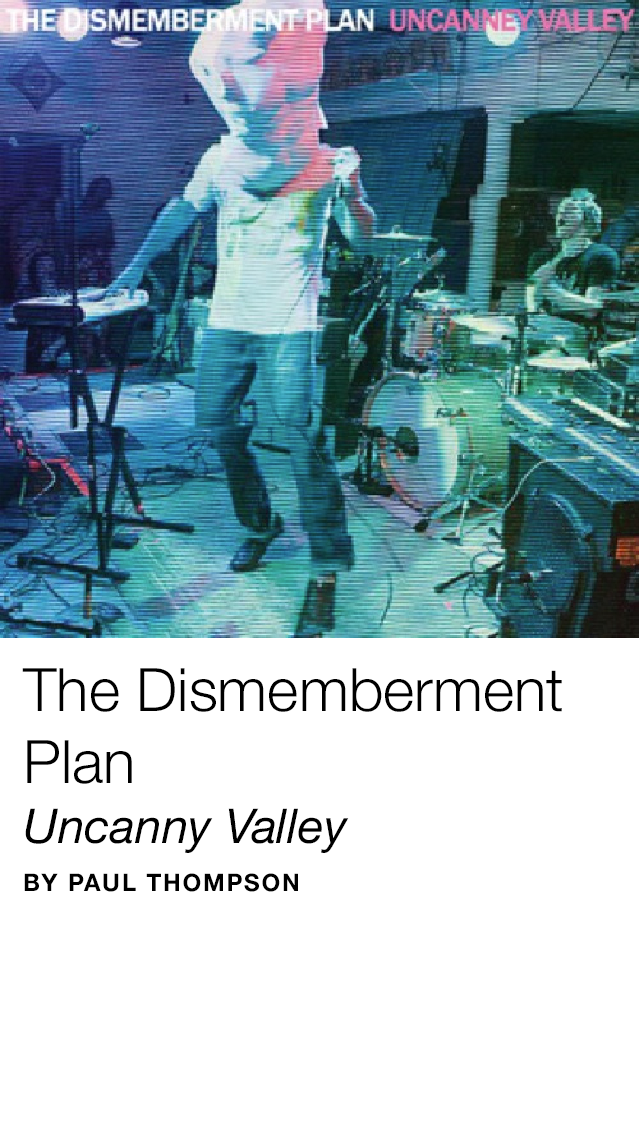 THE DISMEMBERMENT PLAN UNCANNEY VALLEY
The Dismemberment
Plan
Uncanny Valley
BY PAUL THOMPSON